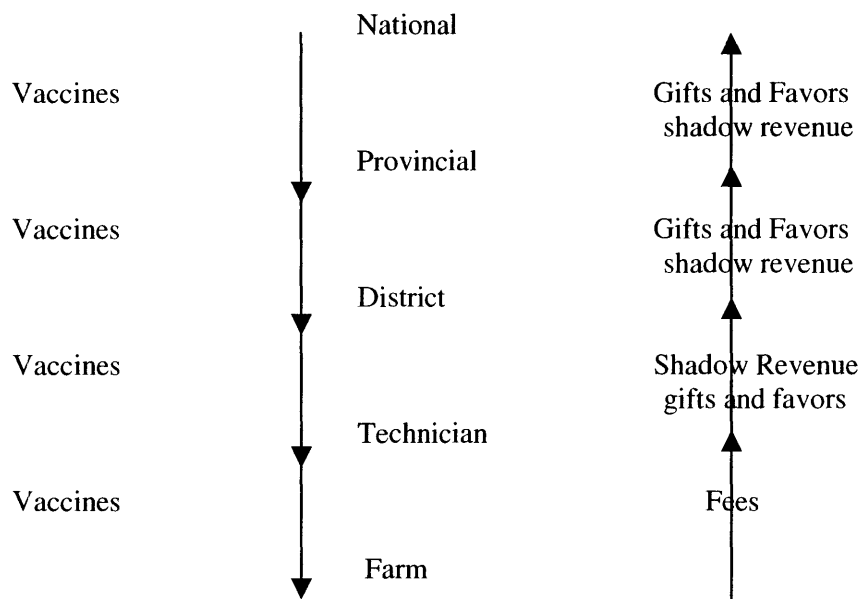 National
Vaccines
Gifts and Favors
shadow revenue
Provincial
Vaccines
Gifts and Favors
shadow revenue
District
Vaccines
Shadow Revenue
gifts and favors
Technician
Vaccines
Fees
Farm